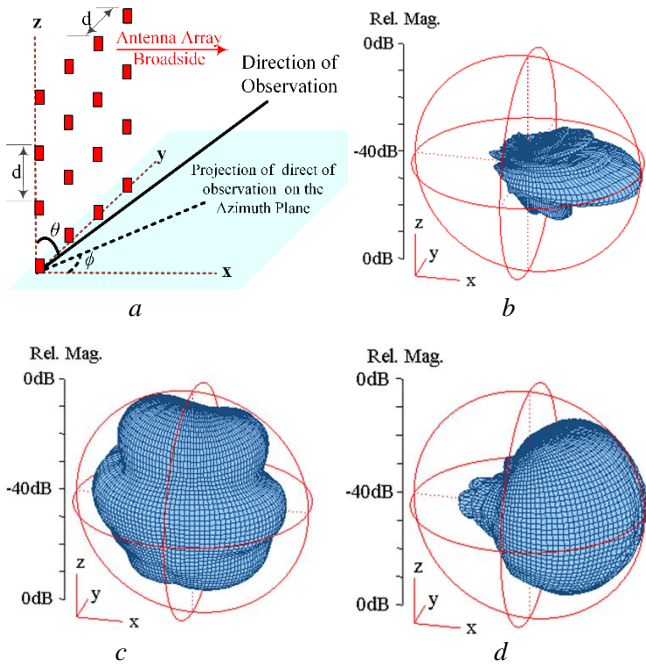 d
z
Antenna Array
Broadside
Direction of
Observation
d
y
Projection of direct of
observation on the
Azimuth Plane
θ
ϕ
x
a
Rel. Mag.
0dB
-40dB
0dB
z
y
x
b
Rel. Mag.
0dB
-40dB
0dB
z
y
x
c
Rel. Mag.
0dB
-40dB
0dB
z
y
x
d